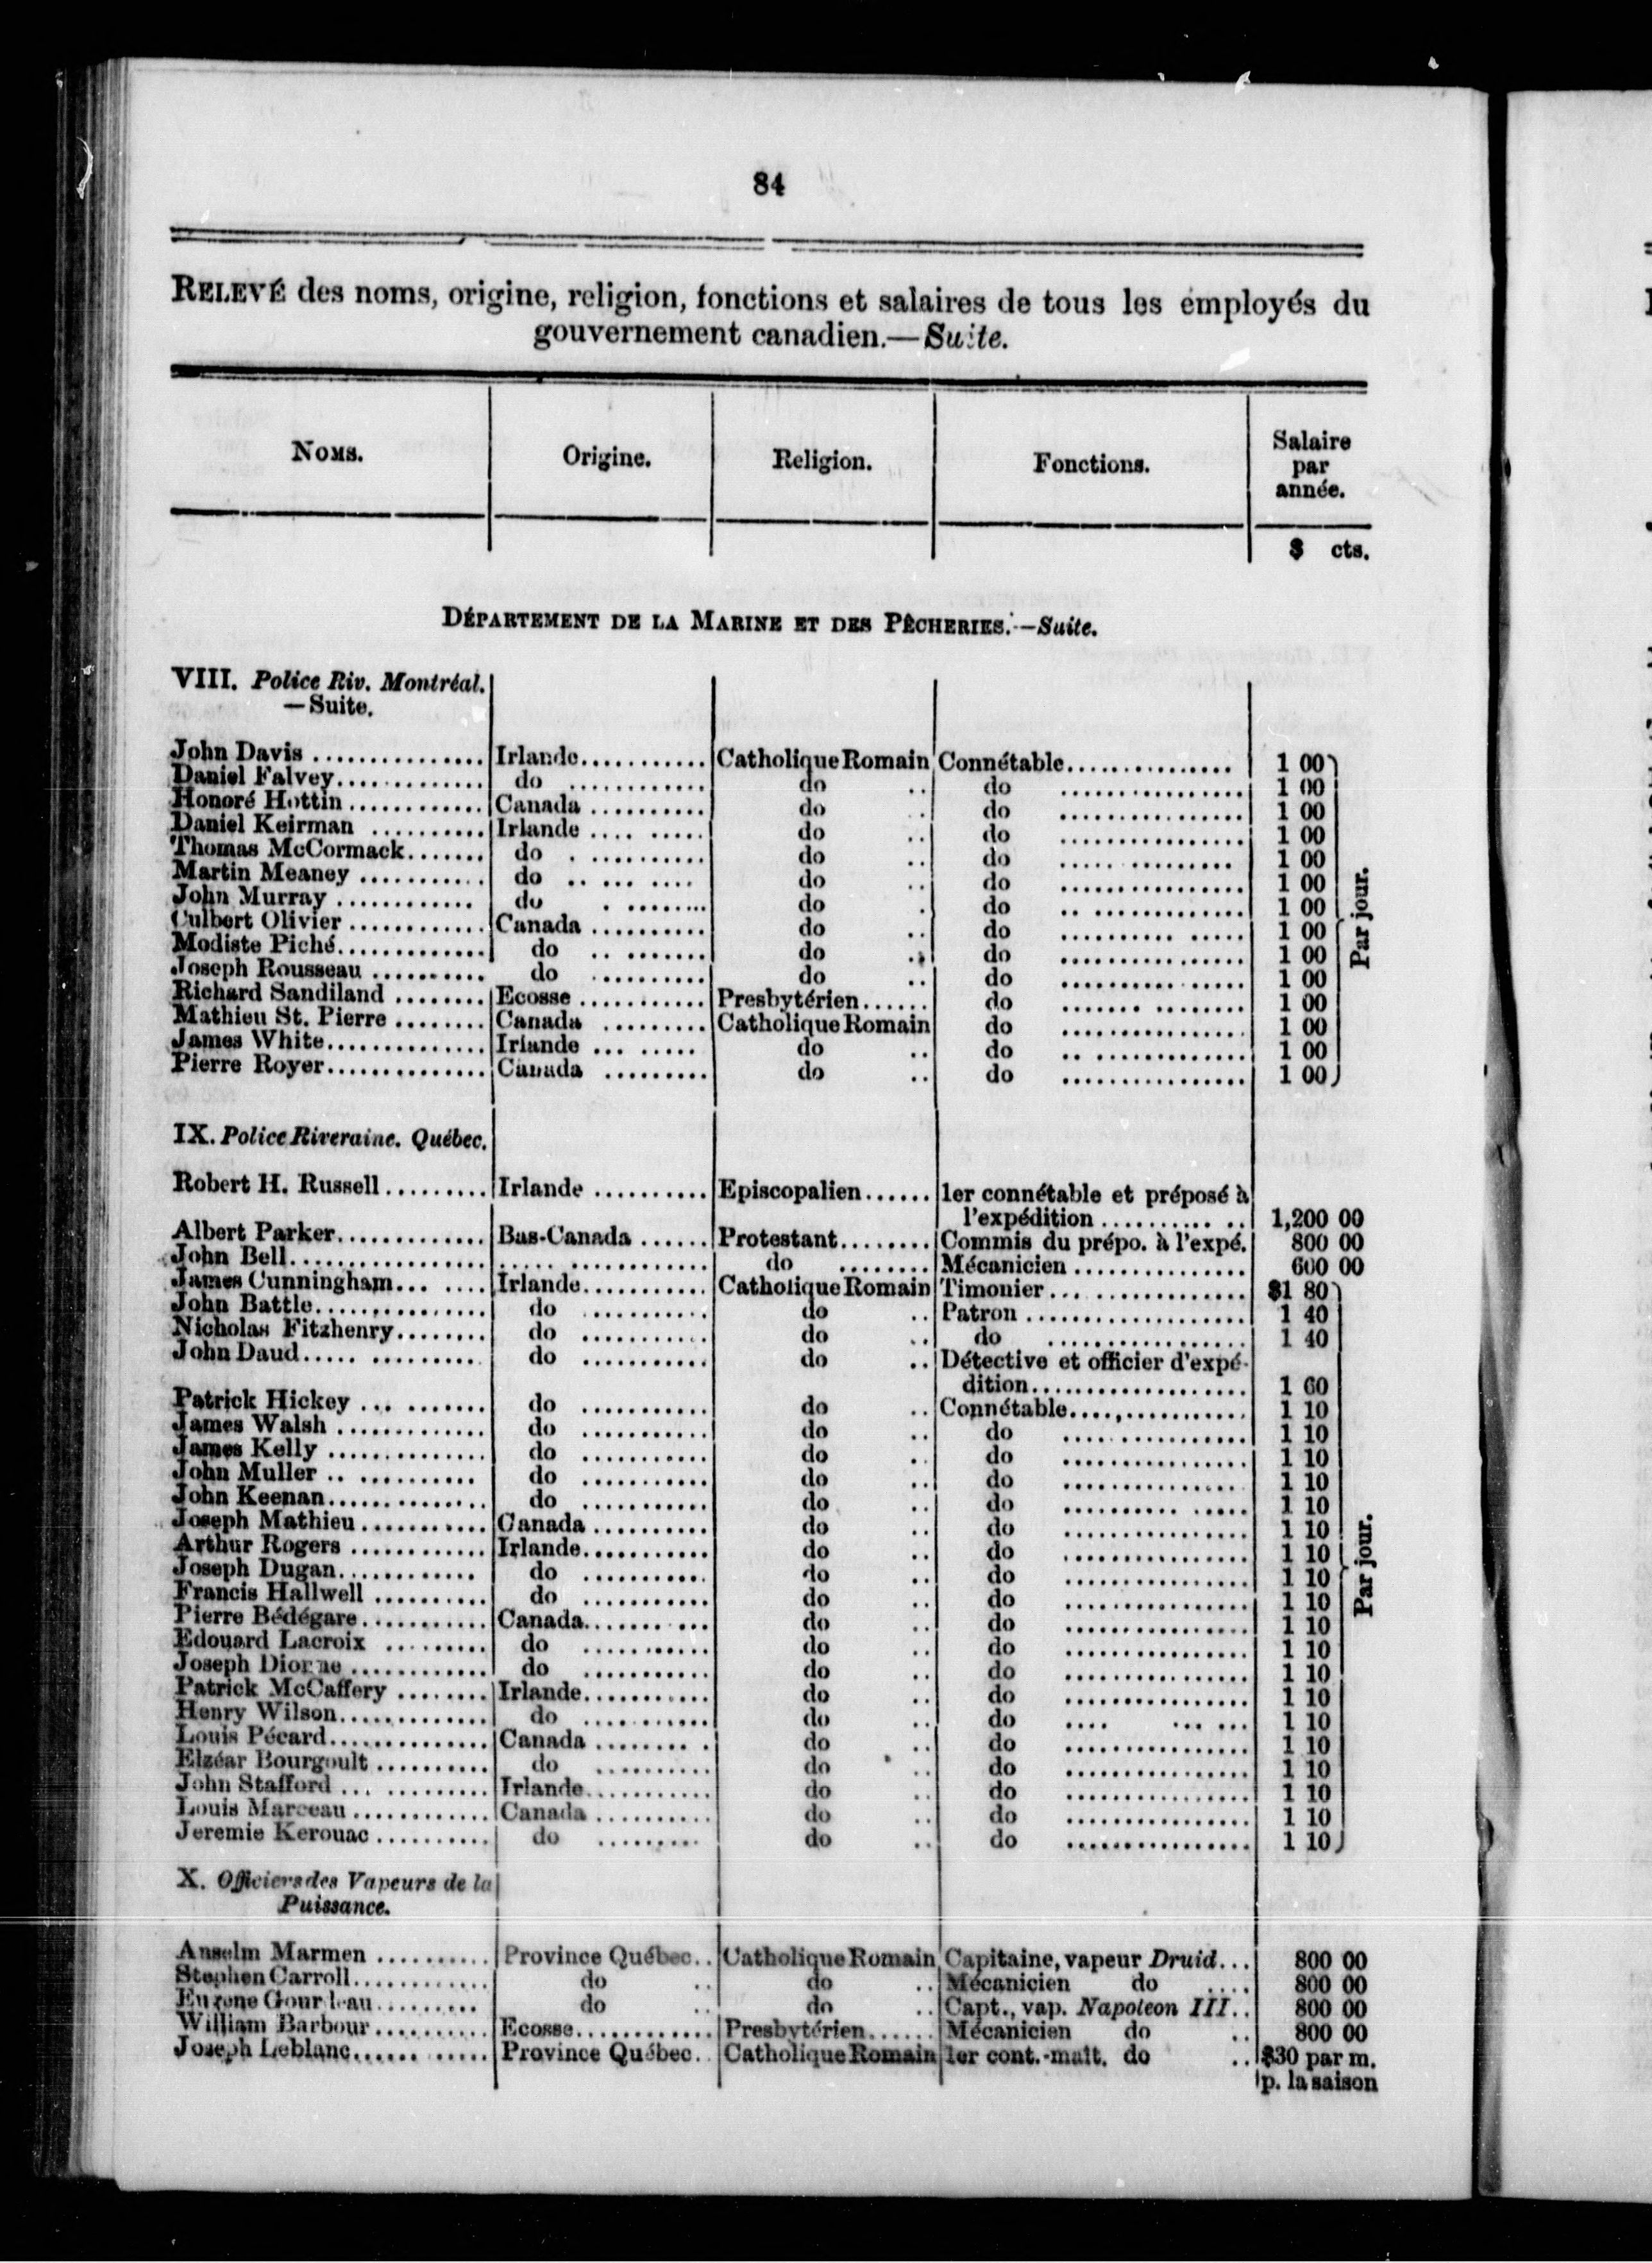 84
RELEVÉ des noms, origine, religion, fonctions et salaires de tous les employés du
gouvernement canadien.—Suite.
NOMS. Origine. Religion. Fonctions. Salaire par année.
$ cts.
DÉPARTEMENT DE LA MARINE ET DES PÊCHERIES.—Suite.
VIII. Police Riv. Montréal.
—Suite.
John Davis ............... Irlande........... Catholique Romain Connétable............... 1 00
Daniel Falvey............. do ............ do .. do ................ 1 00
Honoré Hottin ............ Canada .......... do .. do ................ 1 00
Daniel Keirman .......... Irlande .... ..... do .. do ................ 1 00
Thomas McCormack....... do ............ do .. do ................ 1 00
Martin Meaney ........... do .. ... .... do .. do ................ 1 00
John Murray ............ do . ........ do . do .. .............. 1 00
Culbert Olivier ............ Canada .......... do .. do .......... ..... 1 00
Modiste Piché............. do .. ....... do .. do ................ 1 00
Joseph Rousseau .......... do .......... do .. do ................ 1 00
Richard Sandiland ........ Ecosse ........... Presbytérien...... do ....... ........ 1 00
Mathieu St. Pierre ........ Canada ......... Catholique Romain do ................ 1 00
James White.............. Irlande ... ..... do .. do .. .............. 1 00
Pierre Royer.............. Canada ......... do .. do ................ 1 00
Par jour.
IX. Police Riveraine. Québec.
Robert H. Russell......... Irlande .......... Episcopalien...... 1er connétable et préposé à
l'expédition .......... .. 1,200 00
Albert Parker............. Bas-Canada ...... Protestant........ Commis du prépo. à l'expé. 800 00
John Bell................. ..... ............ do ........ Mécanicien ............... 600 00
James Cunningham... .... Irlande........... Catholique Romain Timonier... .............. $1 80
John Battle............... do ........... do .. Patron ................... 1 40
Nicholas Fitzhenry........ do ........... do .. do .................. 1 40
John Daud..... ......... do ........... do .. Détective et officier d'expé-
dition................... 1 60
Patrick Hickey ... ....... do ........... do .. Connétable............... 1 10
James Walsh ............. do ........... do .. do ................ 1 10
James Kelly .............. do ........... do .. do ................ 1 10
John Muller .. .......... do ........... do .. do ................ 1 10
John Keenan.............. do ........... do .. do .......... ..... 1 10
Joseph Mathieu ........... Canada .......... do .. do ................ 1 10
Arthur Rogers ............ Irlande........... do .. do ................ 1 10
Joseph Dugan............ do ........... do .. do ................ 1 10
Francis Hallwell .......... do ........... do .. do ................ 1 10
Pierre Bédégare........... Canada........ ... do .. do ................ 1 10
Edouard Lacroix ......... do ........... do .. do ................ 1 10
Joseph Dionne ............ do ........... do .. do ................ 1 10
Patrick McCaffery ........ Irlande........... do .. do ................ 1 10
Henry Wilson............. do ........... do .. do .... ... ... 1 10
Louis Pécard.............. Canada ........ . do .. do ................ 1 10
Elzéar Bourgoult .......... do .......... do .. do ................ 1 10
John Stafford ... .......... Irlande........... do .. do ................ 1 10
Louis Marceau ............ Canada .......... do .. do ................ 1 10
Jeremie Kerouac .......... do ......... do .. do ................ 1 10
Par jour.
X. Officiers des Vapeurs de la
Puissance.
Anselm Marmen .......... Province Québec.. Catholique Romain Capitaine, vapeur Druid... 800 00
Stephen Carroll............ do .. do .. Mécanicien do .... 800 00
Eugene Gourdeau......... do .. do .. Capt., vap. Napoleon III.. 800 00
William Barbour.......... Ecosse............ Presbytérien...... Mécanicien do .. 800 00
Joseph Leblanc...... ..... Province Québec.. Catholique Romain 1er cont.-maît. do .. $30 par m.
p. la saison